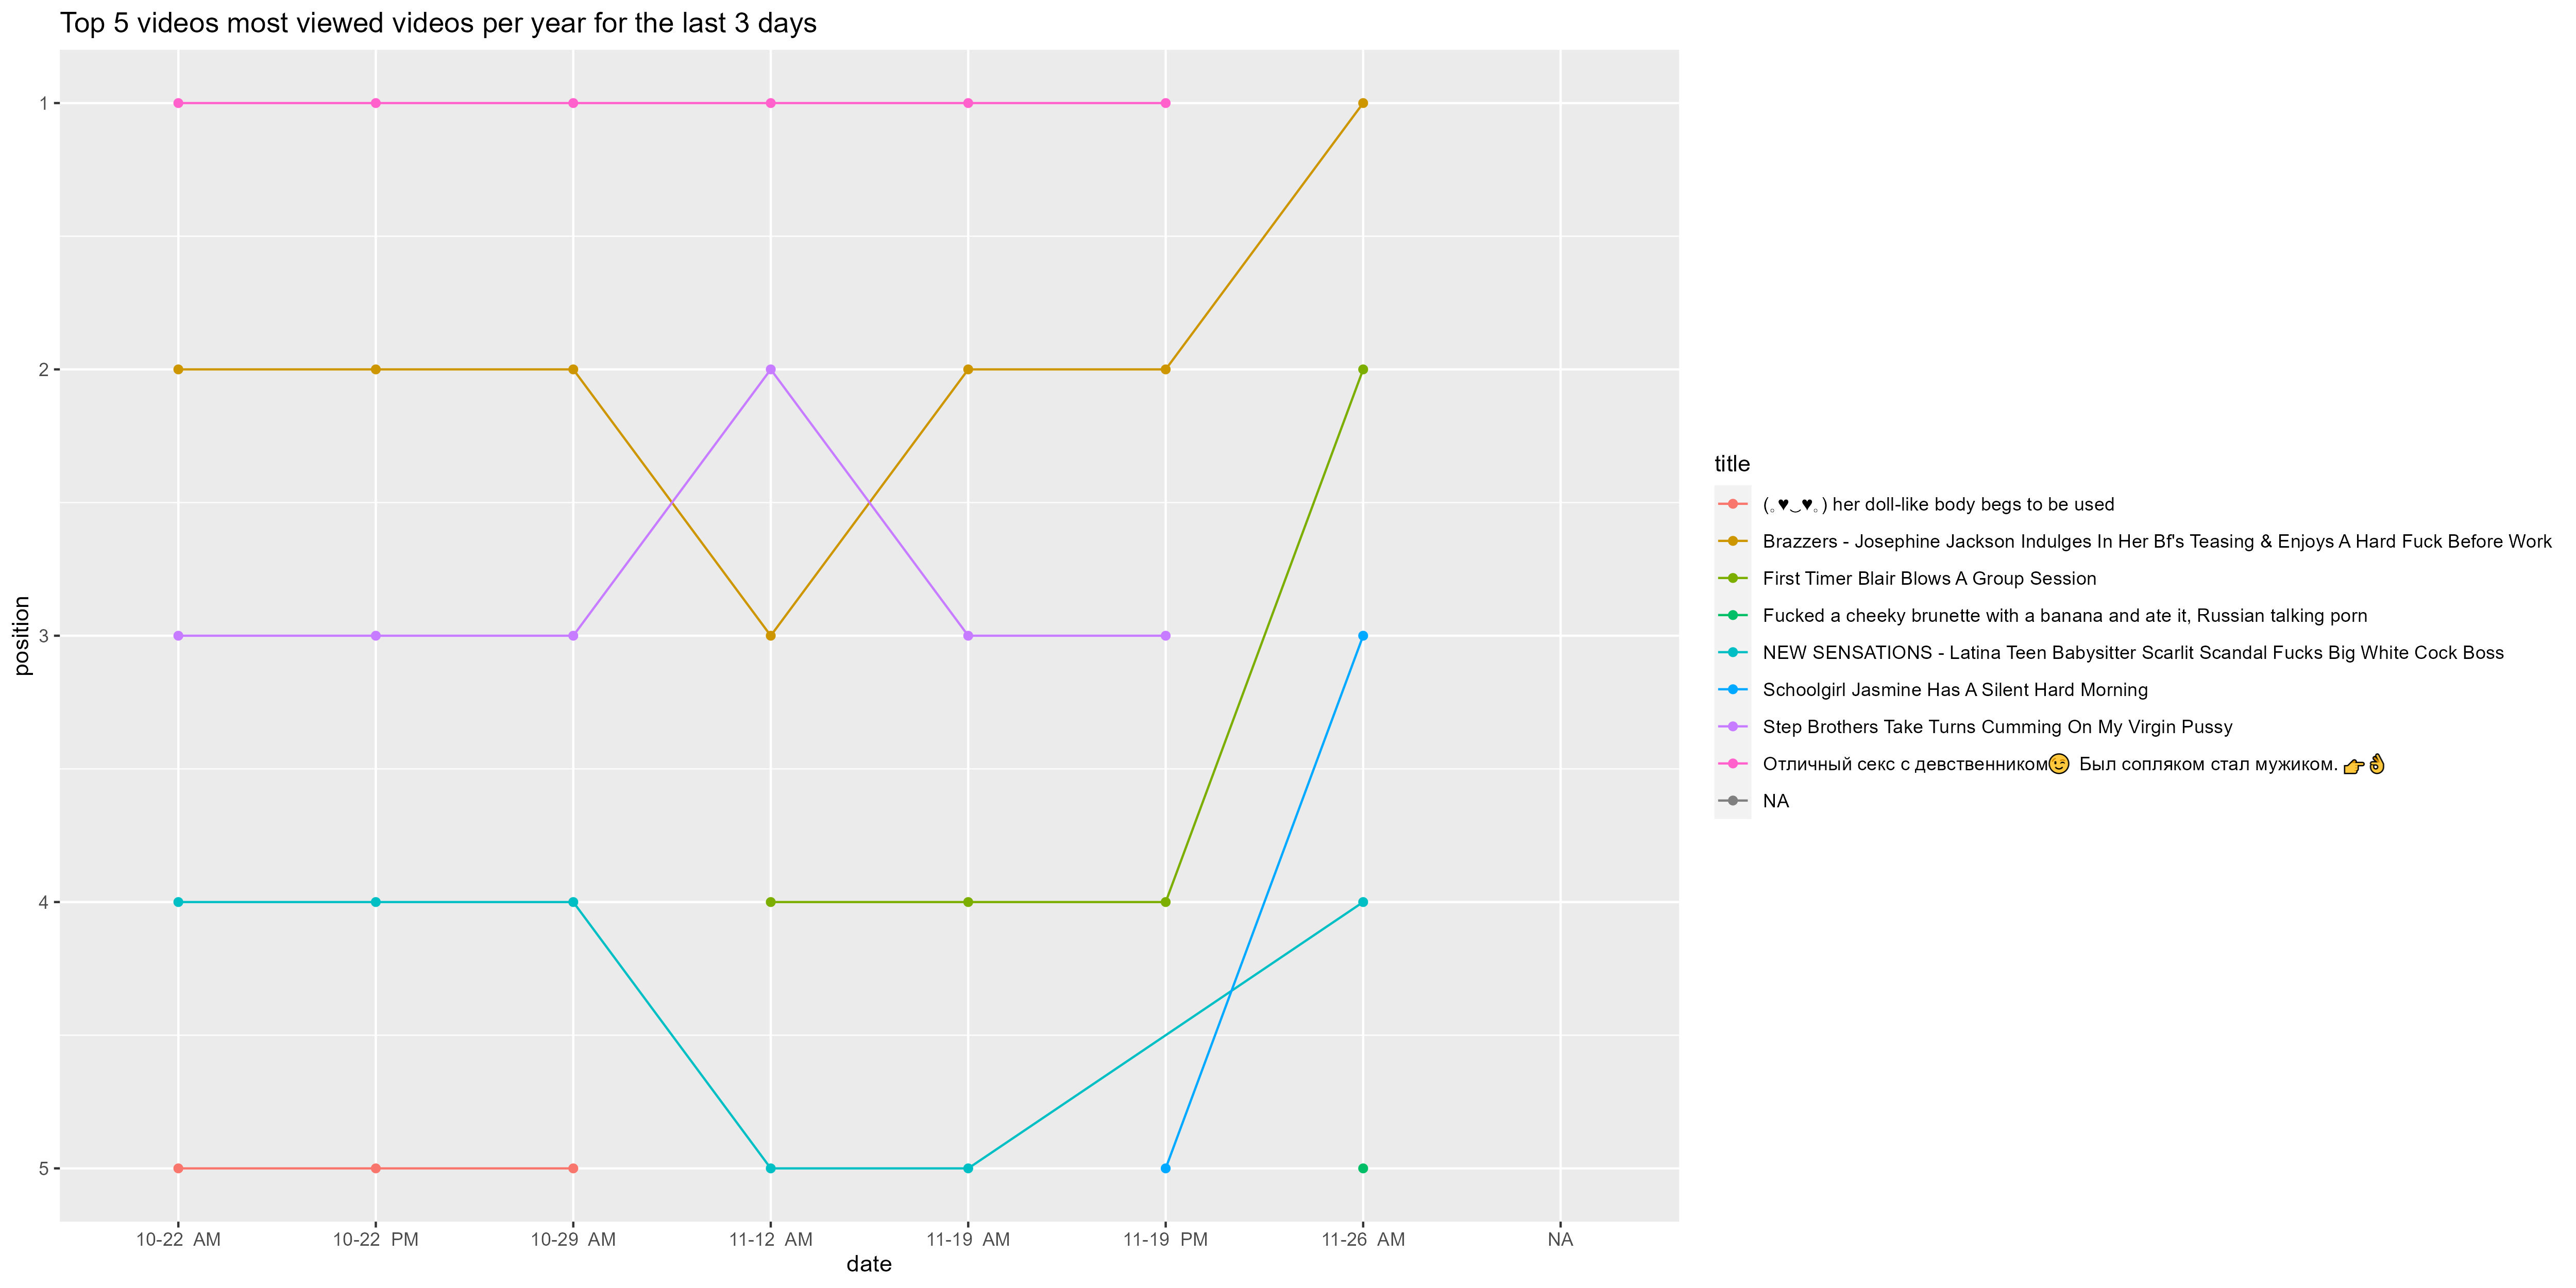 Top 5 videos most viewed videos per year for the last 3 days
1
2
3
4
5
position
10-22 AM
10-22 PM
10-29 AM
11-12 AM
11-19 AM
11-19 PM
11-26 AM
NA
date
title
(｡♥‿♥｡) her doll-like body begs to be used
Brazzers - Josephine Jackson Indulges In Her Bf's Teasing & Enjoys A Hard Fuck Before Work
First Timer Blair Blows A Group Session
Fucked a cheeky brunette with a banana and ate it, Russian talking porn
NEW SENSATIONS - Latina Teen Babysitter Scarlit Scandal Fucks Big White Cock Boss
Schoolgirl Jasmine Has A Silent Hard Morning
Step Brothers Take Turns Cumming On My Virgin Pussy
Отличный секс с девственником😉 Был сопляком стал мужиком. 👉👌
NA